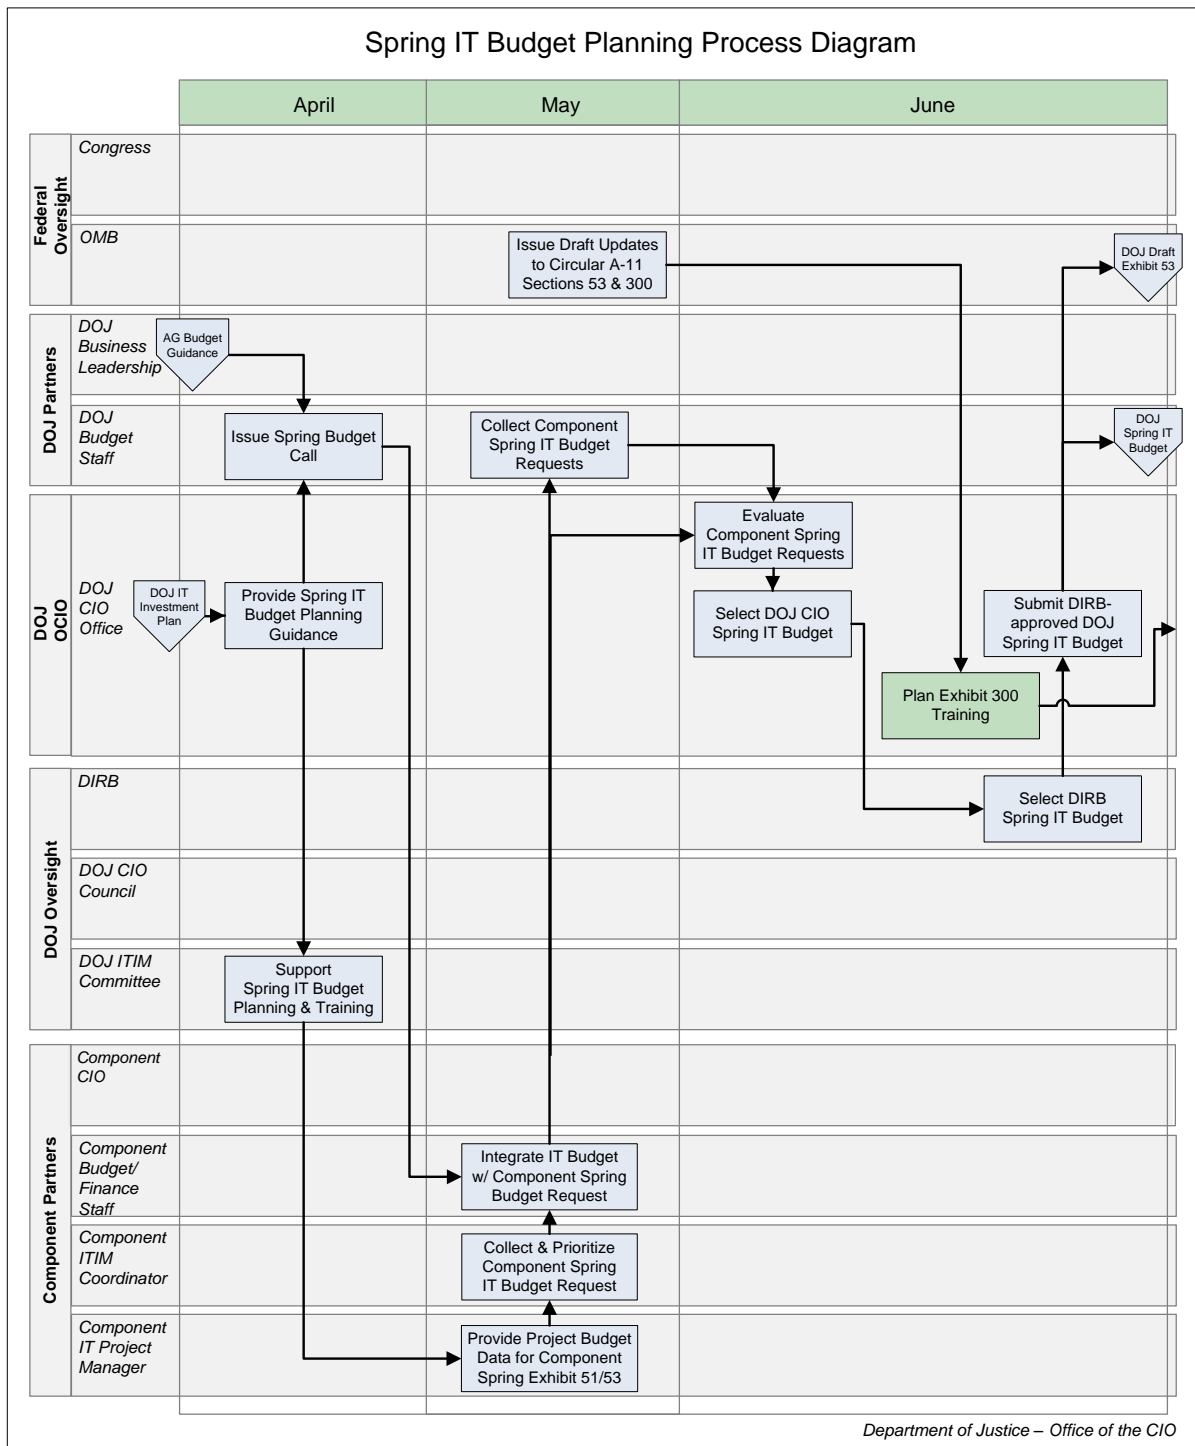 Spring IT Budget Planning Process Diagram
April
May
June
Federal
Oversight
Congress
OMB
Issue Draft Updates
to Circular A-11
Sections 53 & 300
DOJ Draft
Exhibit 53
DOJ Partners
DOJ
Business
Leadership
AG Budget
Guidance
DOJ
Budget
Staff
Issue Spring Budget
Call
Collect Component
Spring IT Budget
Requests
DOJ
Spring IT
Budget
DOJ
OCIO
DOJ
CIO
Office
DOJ IT
Investment
Plan
Provide Spring IT
Budget Planning
Guidance
Evaluate
Component Spring
IT Budget Requests
Select DOJ CIO
Spring IT Budget
Submit DIRB-
approved DOJ
Spring IT Budget
Plan Exhibit 300
Training
DOJ Oversight
DIRB
Select DIRB
Spring IT Budget
DOJ CIO
Council
DOJ ITIM
Committee
Support
Spring IT Budget
Planning & Training
Component Partners
Component
CIO
Component
Budget/
Finance
Staff
Integrate IT Budget
w/ Component Spring
Budget Request
Component
ITIM
Coordinator
Collect & Prioritize
Component Spring
IT Budget Request
Component
IT Project
Manager
Provide Project Budget
Data for Component
Spring Exhibit 51/53
Department of Justice – Office of the CIO